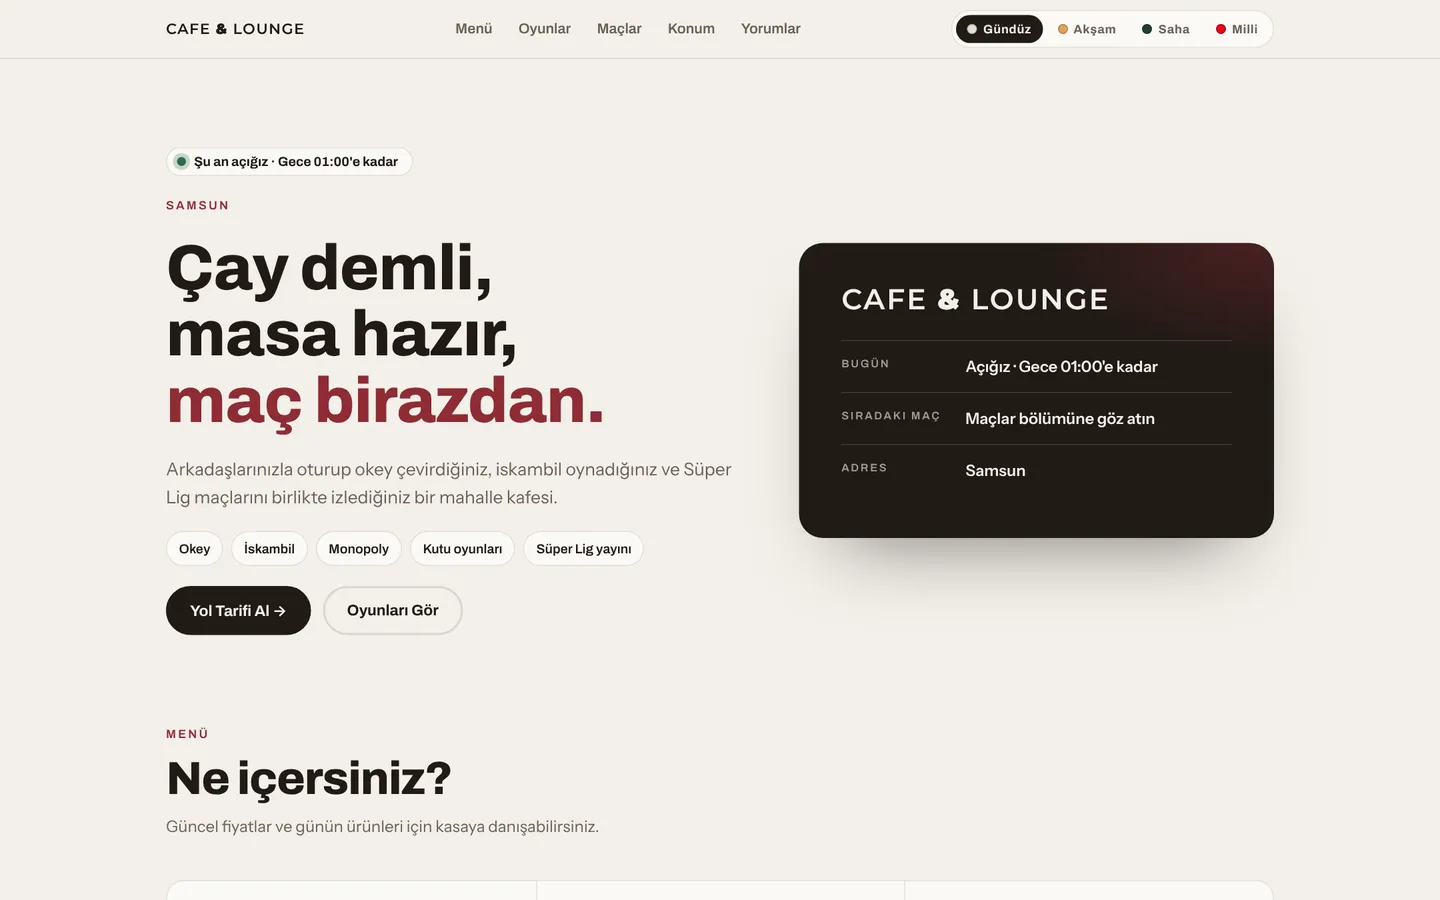 CAFE & LOUNGE
Menü
Oyunlar
Maçlar
Konum
Yorumlar
Gündüz
Akşam
Saha
Milli
Şu an açığız · Gece 01:00'e kadar
SAMSUN
Çay demli,
masa hazır,
maç birazdan.
Arkadaşlarınızla oturup okey çevirdiğiniz, iskambil oynadığınız ve Süper
Lig maçlarını birlikte izlediğiniz bir mahalle kafesi.
Okey
İskambil
Monopoly
Kutu oyunları
Süper Lig yayını
Yol Tarifi Al →
Oyunları Gör
CAFE & LOUNGE
BUGÜN
Açığız · Gece 01:00'e kadar
SIRADAKI MAÇ
Maçlar bölümüne göz atın
ADRES
Samsun
MENÜ
Ne içersiniz?
Güncel fiyatlar ve günün ürünleri için kasaya danışabilirsiniz.